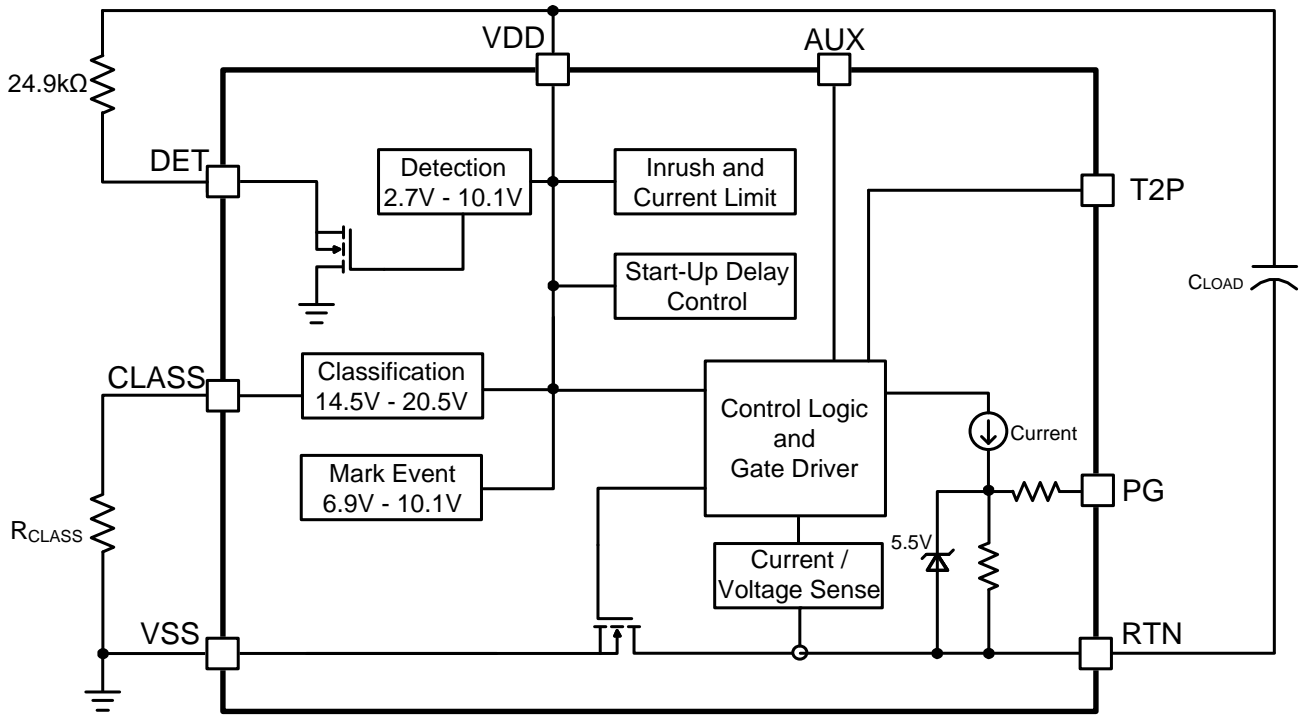 VDD
AUX
24.9kΩ
DET
Detection
2.7V - 10.1V
Inrush and
Current Limit
T2P
Start-Up Delay
Control
CLOAD
CLASS
Classification
14.5V - 20.5V
Control Logic
and
Gate Driver
Current
Mark Event
6.9V - 10.1V
PG
RCLASS
5.5V
Current /
Voltage Sense
VSS
RTN